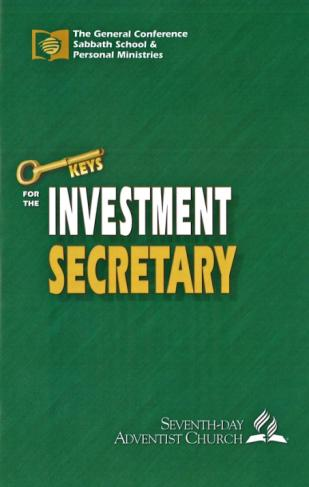 The General Conference
Sabbath School &
Personal Ministries
KEYS
FOR
THE
INVESTMENT
SECRETARY
SEVENTH-DAY
ADVENTIST CHURCH